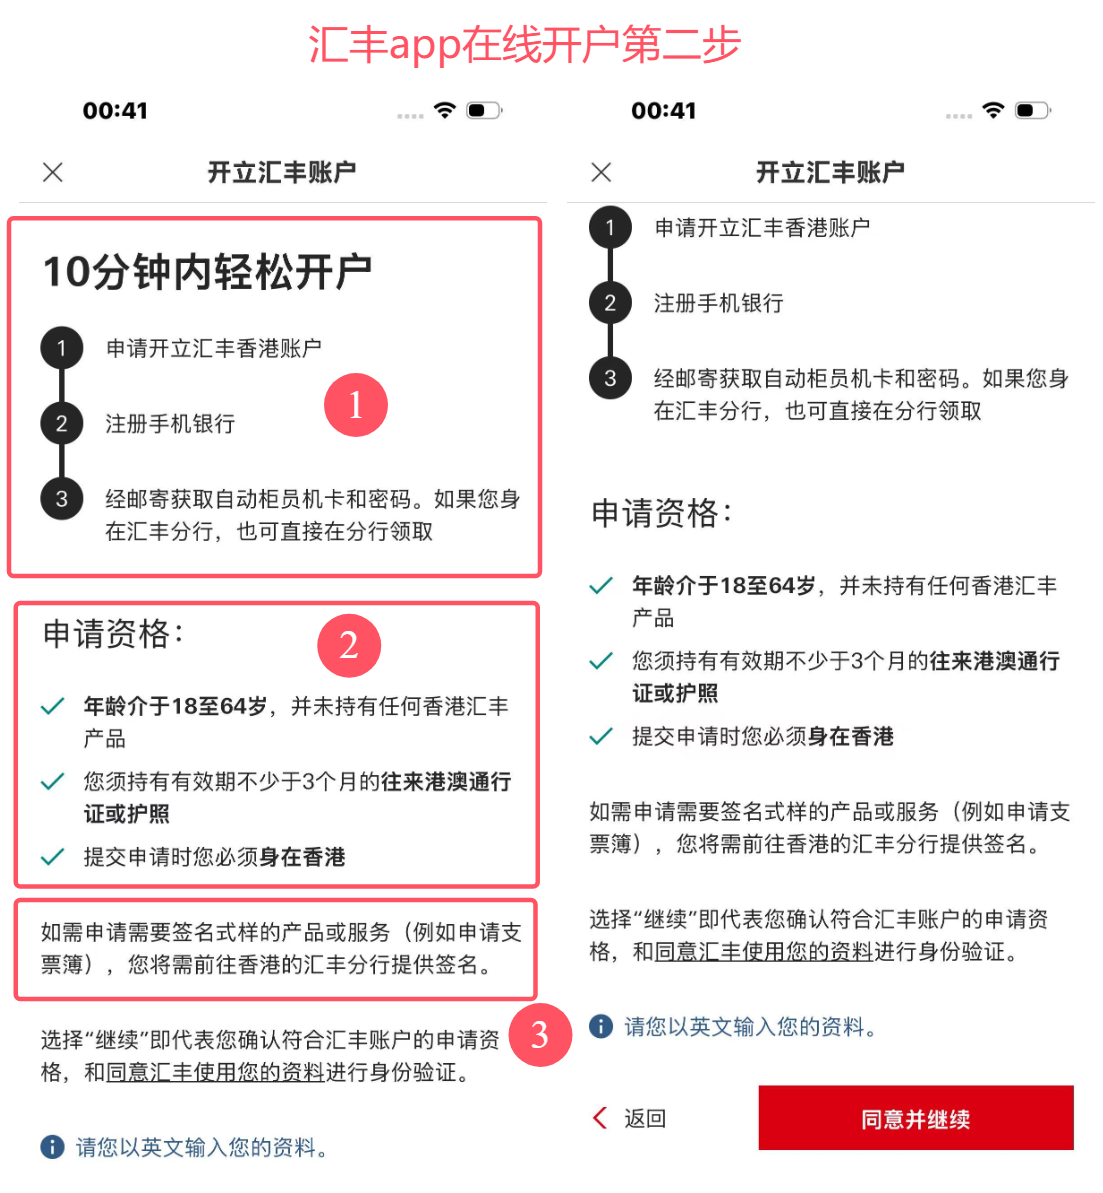 汇丰app在线开户第二步
00:41
开立汇丰账户
10分钟内轻松开户
1 申请开立汇丰香港账户
1
2 注册手机银行
3 经邮寄获取自动柜员机卡和密码。如果您身
在汇丰分行，也可直接在分行领取
申请资格：
2
年龄介于18至64岁，并未持有任何香港汇丰
产品
您须持有有效期不少于3个月的往来港澳通行
证或护照
提交申请时您必须身在香港
如需申请需要签名式样的产品或服务（例如申请支
票簿），您将需前往香港的汇丰分行提供签名。
3
选择“继续”即代表您确认符合汇丰账户的申请资
格，和同意汇丰使用您的资料进行身份验证。
请您以英文输入您的资料。
00:41
开立汇丰账户
1 申请开立汇丰香港账户
2 注册手机银行
3 经邮寄获取自动柜员机卡和密码。如果您身
在汇丰分行，也可直接在分行领取
申请资格：
年龄介于18至64岁，并未持有任何香港汇丰
产品
您须持有有效期不少于3个月的往来港澳通行
证或护照
提交申请时您必须身在香港
如需申请需要签名式样的产品或服务（例如申请支
票簿），您将需前往香港的汇丰分行提供签名。
选择“继续”即代表您确认符合汇丰账户的申请资
格，和同意汇丰使用您的资料进行身份验证。
请您以英文输入您的资料。
返回
同意并继续